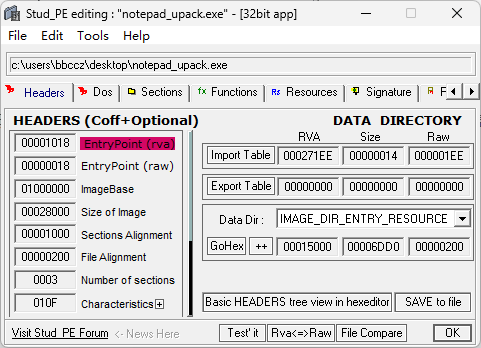 Stud_PE editing : "notepad_upack.exe" - [32bit app]
File Edit Tools Help
c:\users\bbccz\desktop\notepad_upack.exe
Headers Dos Sections fx Functions Rs Resources Signature F
HEADERS (Coff+Optional)
00001018 EntryPoint (rva)
00000018 EntryPoint (raw)
01000000 ImageBase
00028000 Size of Image
00001000 Sections Alignment
00000200 File Alignment
0003 Number of sections
010F Characteristics +
DATA DIRECTORY
RVA Size Raw
Import Table 000271EE 00000014 000001EE
Export Table 00000000 00000000 00000000
Data Dir : IMAGE_DIR_ENTRY_RESOURCE
GoHex ++ 00015000 00006DD0 00000200
Basic HEADERS tree view in hexeditor SAVE to file
Visit Stud_PE Forum <- News Here Test' it Rva<=>Raw File Compare OK